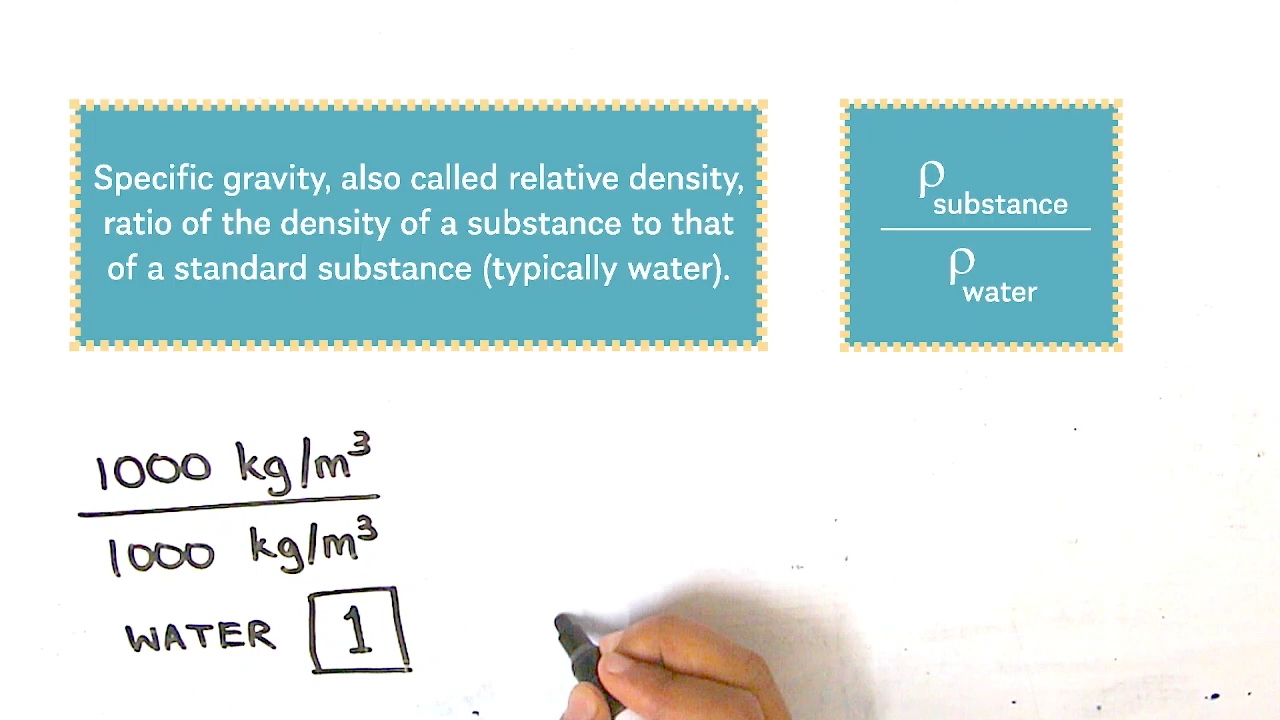 Specific gravity, also called relative density,
ratio of the density of a substance to that
of a standard substance (typically water).
ρ substance
ρ water
1000 kg/m³
1000 kg/m³
WATER 1